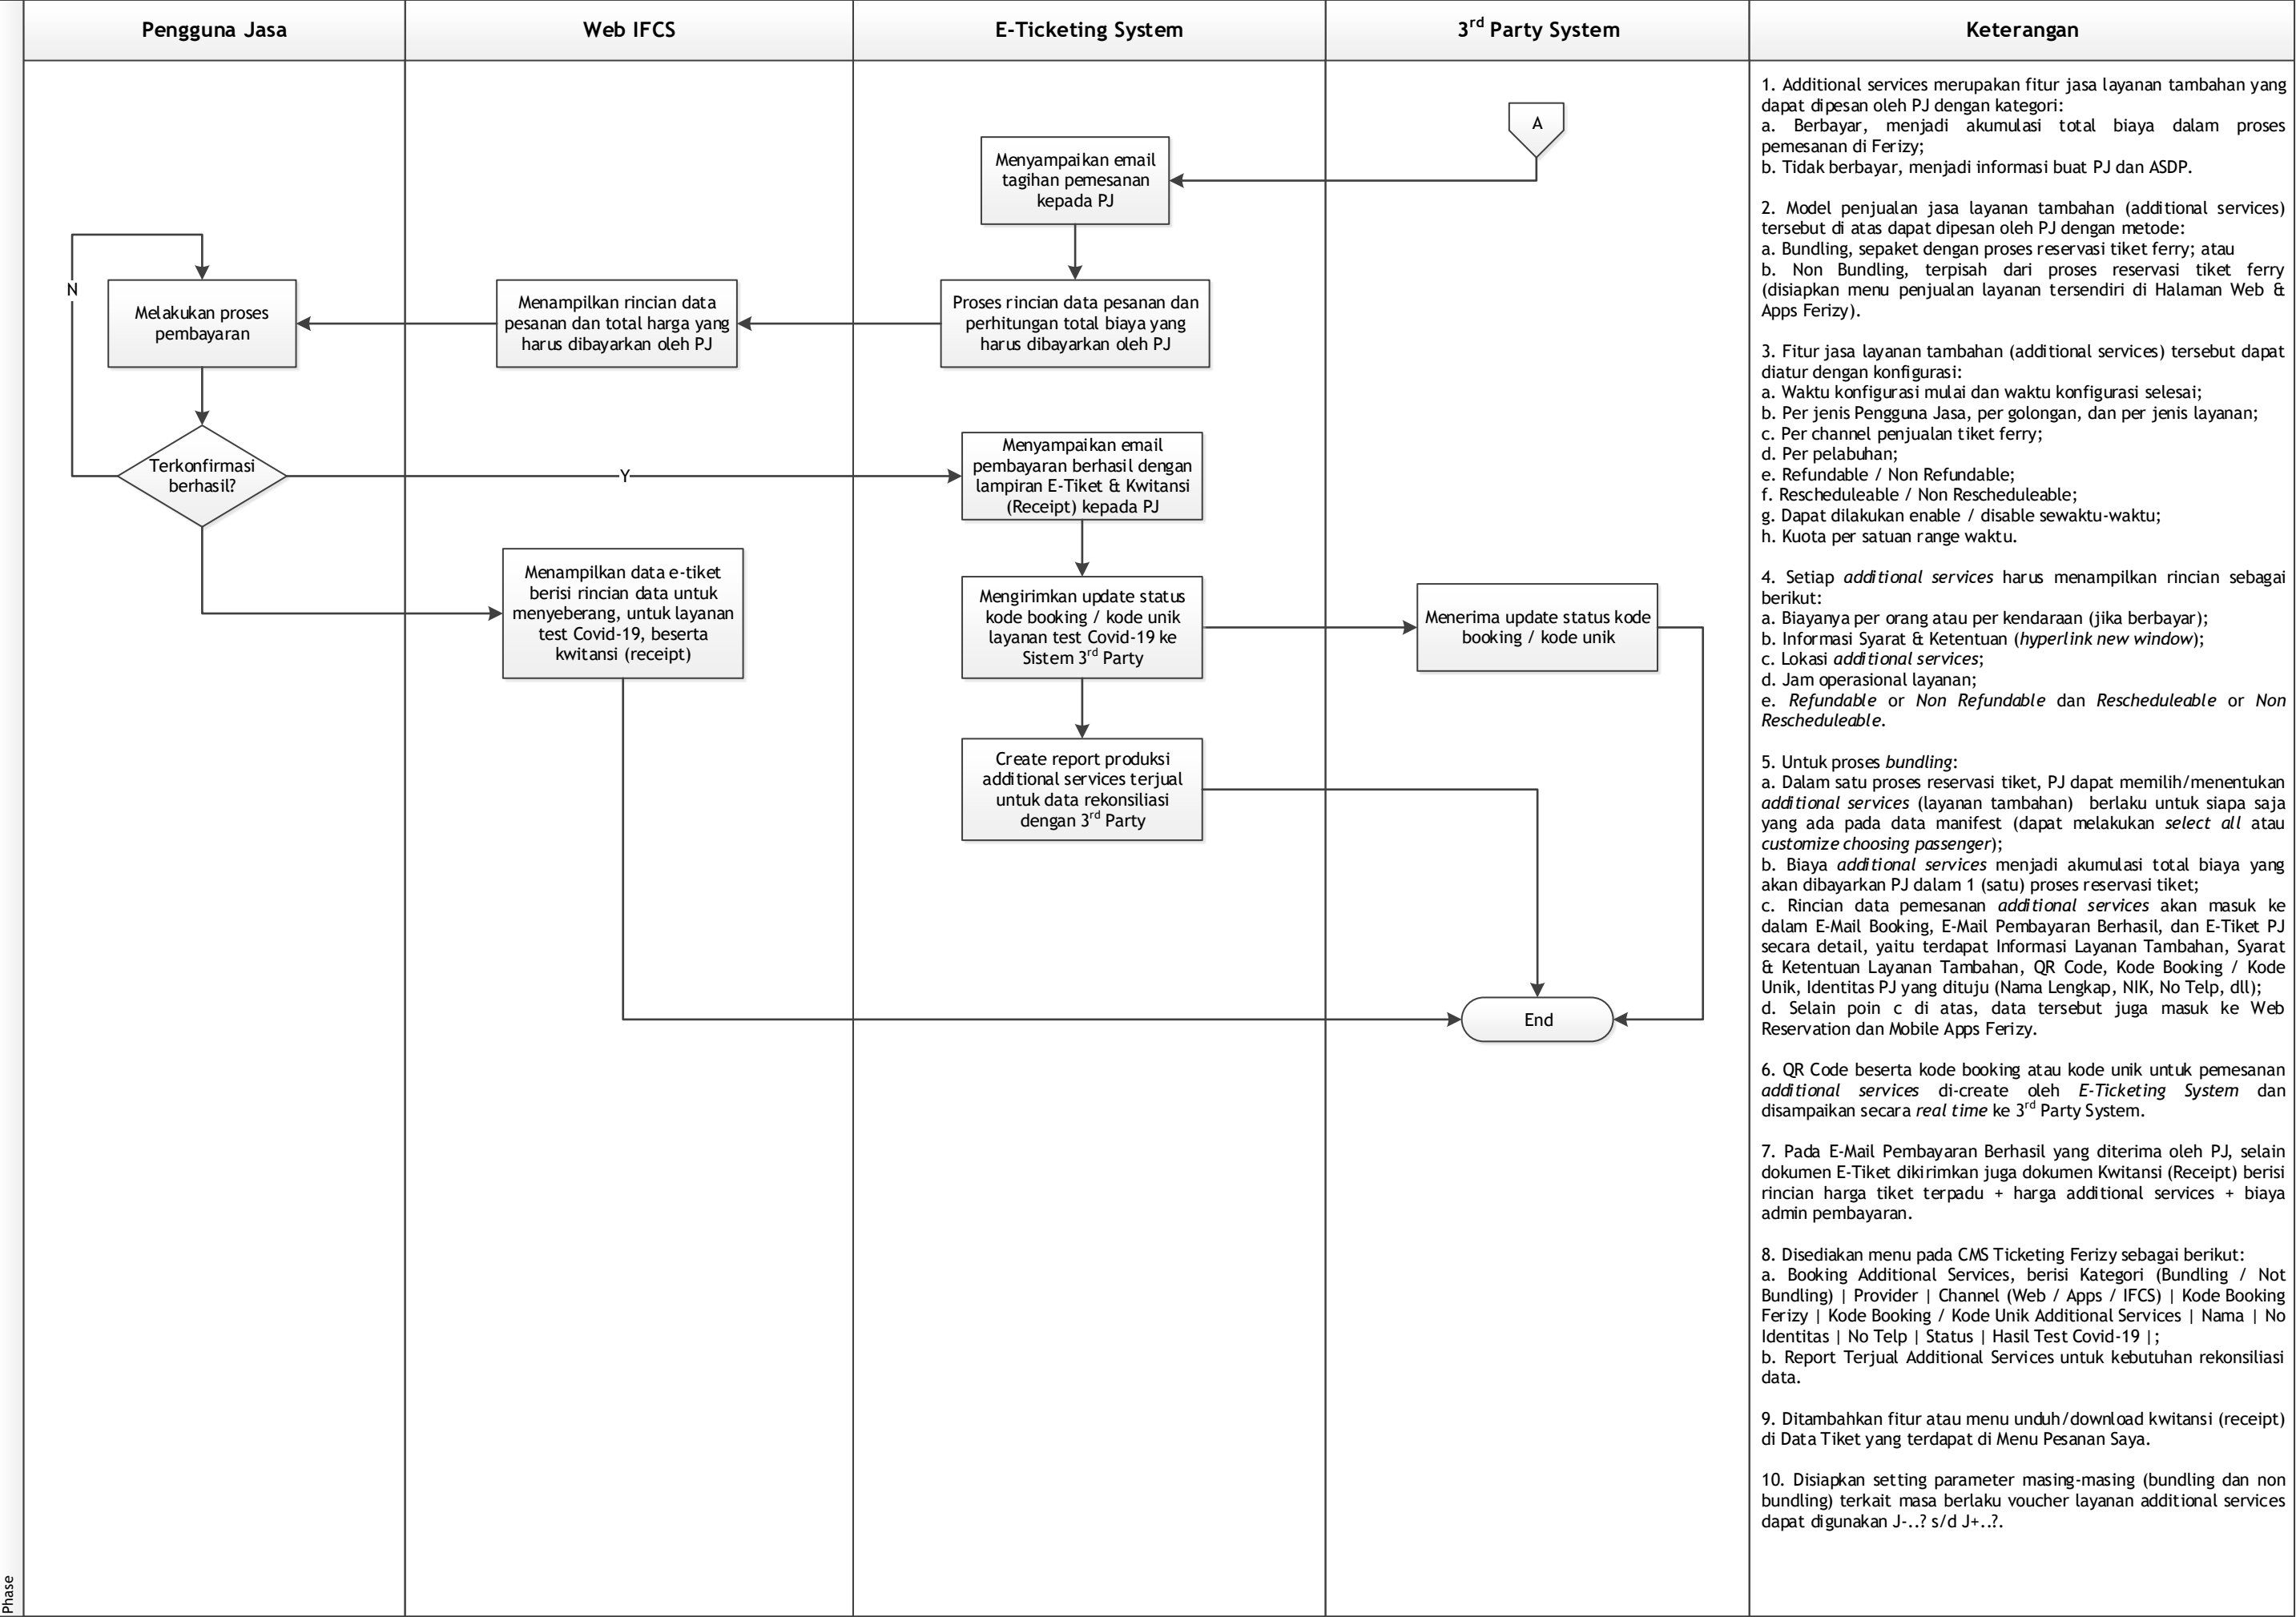 Pengguna Jasa
Web IFCS
E-Ticketing System
3rd Party System
Keterangan
A
Menyampaikan email
tagihan pemesanan
kepada PJ
N
Melakukan proses
pembayaran
Menampilkan rincian data
pesanan dan total harga yang
harus dibayarkan oleh PJ
Proses rincian data pesanan dan
perhitungan total biaya yang
harus dibayarkan oleh PJ
Terkonfirmasi
berhasil?
Y
Menyampaikan email
pembayaran berhasil dengan
lampiran E-Tiket & Kwitansi
(Receipt) kepada PJ
Menampilkan data e-tiket
berisi rincian data untuk
menyeberang, untuk layanan
test Covid-19, beserta
kwitansi (receipt)
Mengirimkan update status
kode booking / kode unik
layanan test Covid-19 ke
Sistem 3rd Party
Menerima update status kode
booking / kode unik
Create report produksi
additional services terjual
untuk data rekonsiliasi
dengan 3rd Party
End
1. Additional services merupakan fitur jasa layanan tambahan yang
dapat dipesan oleh PJ dengan kategori:
a. Berbayar, menjadi akumulasi total biaya dalam proses
pemesanan di Ferizy;
b. Tidak berbayar, menjadi informasi buat PJ dan ASDP.
2. Model penjualan jasa layanan tambahan (additional services)
tersebut di atas dapat dipesan oleh PJ dengan metode:
a. Bundling, sepaket dengan proses reservasi tiket ferry; atau
b. Non Bundling, terpisah dari proses reservasi tiket ferry
(disiapkan menu penjualan layanan tersendiri di Halaman Web &
Apps Ferizy).
3. Fitur jasa layanan tambahan (additional services) tersebut dapat
diatur dengan konfigurasi:
a. Waktu konfigurasi mulai dan waktu konfigurasi selesai;
b. Per jenis Pengguna Jasa, per golongan, dan per jenis layanan;
c. Per channel penjualan tiket ferry;
d. Per pelabuhan;
e. Refundable / Non Refundable;
f. Rescheduleable / Non Rescheduleable;
g. Dapat dilakukan enable / disable sewaktu-waktu;
h. Kuota per satuan range waktu.
4. Setiap additional services harus menampilkan rincian sebagai
berikut:
a. Biayanya per orang atau per kendaraan (jika berbayar);
b. Informasi Syarat & Ketentuan (hyperlink new window);
c. Lokasi additional services;
d. Jam operasional layanan;
e. Refundable or Non Refundable dan Rescheduleable or Non
Rescheduleable.
5. Untuk proses bundling:
a. Dalam satu proses reservasi tiket, PJ dapat memilih/menentukan
additional services (layanan tambahan) berlaku untuk siapa saja
yang ada pada data manifest (dapat melakukan select all atau
customize choosing passenger);
b. Biaya additional services menjadi akumulasi total biaya yang
akan dibayarkan PJ dalam 1 (satu) proses reservasi tiket;
c. Rincian data pemesanan additional services akan masuk ke
dalam E-Mail Booking, E-Mail Pembayaran Berhasil, dan E-Tiket PJ
secara detail, yaitu terdapat Informasi Layanan Tambahan, Syarat
& Ketentuan Layanan Tambahan, QR Code, Kode Booking / Kode
Unik, Identitas PJ yang dituju (Nama Lengkap, NIK, No Telp, dll);
d. Selain poin c di atas, data tersebut juga masuk ke Web
Reservation dan Mobile Apps Ferizy.
6. QR Code beserta kode booking atau kode unik untuk pemesanan
additional services di-create oleh E-Ticketing System dan
disampaikan secara real time ke 3rd Party System.
7. Pada E-Mail Pembayaran Berhasil yang diterima oleh PJ, selain
dokumen E-Tiket dikirimkan juga dokumen Kwitansi (Receipt) berisi
rincian harga tiket terpadu + harga additional services + biaya
admin pembayaran.
8. Disediakan menu pada CMS Ticketing Ferizy sebagai berikut:
a. Booking Additional Services, berisi Kategori (Bundling / Not
Bundling) | Provider | Channel (Web / Apps / IFCS) | Kode Booking
Ferizy | Kode Booking / Kode Unik Additional Services | Nama | No
Identitas | No Telp | Status | Hasil Test Covid-19 |;
b. Report Terjual Additional Services untuk kebutuhan rekonsiliasi
data.
9. Ditambahkan fitur atau menu unduh/download kwitansi (receipt)
di Data Tiket yang terdapat di Menu Pesanan Saya.
10. Disiapkan setting parameter masing-masing (bundling dan non
bundling) terkait masa berlaku voucher layanan additional services
dapat digunakan J-..? s/d J+..?.
Phase